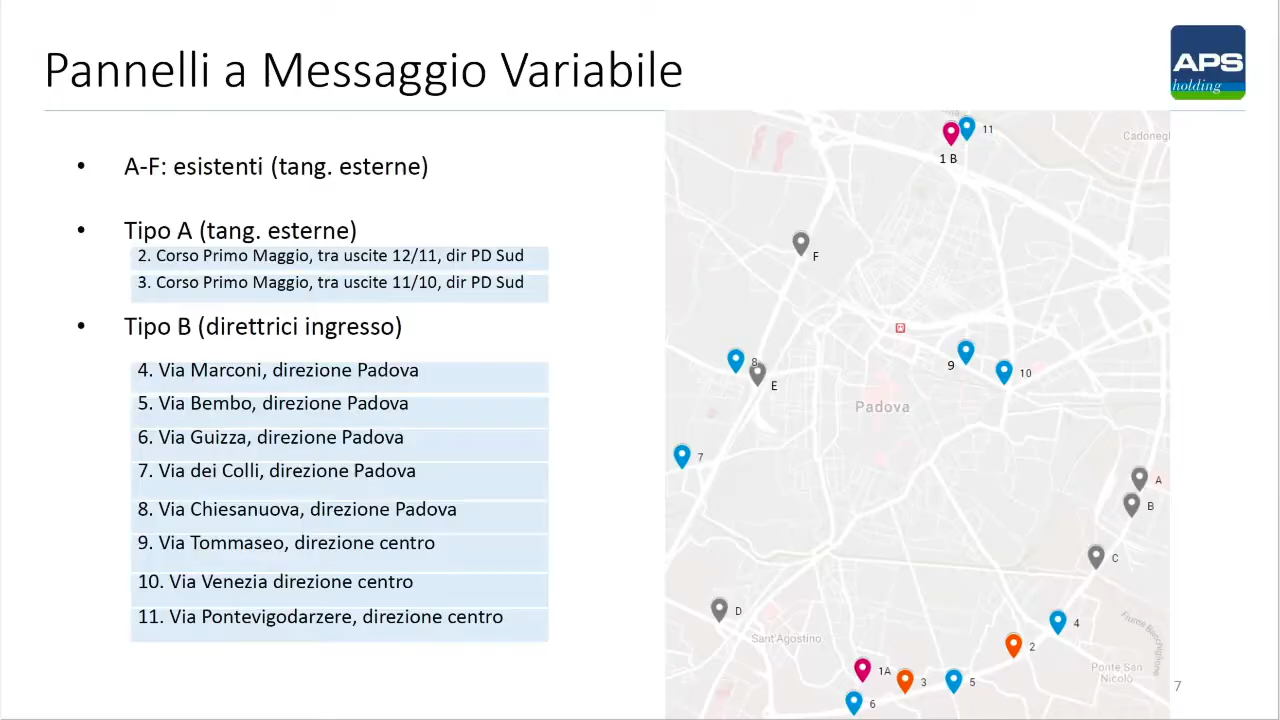 Pannelli a Messaggio Variabile
APS
holding
• A-F: esistenti (tang. esterne)
• Tipo A (tang. esterne)
2. Corso Primo Maggio, tra uscite 12/11, dir PD Sud
3. Corso Primo Maggio, tra uscite 11/10, dir PD Sud
• Tipo B (direttrici ingresso)
4. Via Marconi, direzione Padova
5. Via Bembo, direzione Padova
6. Via Guizza, direzione Padova
7. Via dei Colli, direzione Padova
8. Via Chiesanuova, direzione Padova
9. Via Tommaseo, direzione centro
10. Via Venezia direzione centro
11. Via Pontevigodarzere, direzione centro
11
1 B
Cadoneg
F
8
E
9
10
Padova
7
A
B
C
D
Sant'Agostino
4
2
Fiume Bacchiglione
1A
3
5
6
Ponte San
Nicolò
7